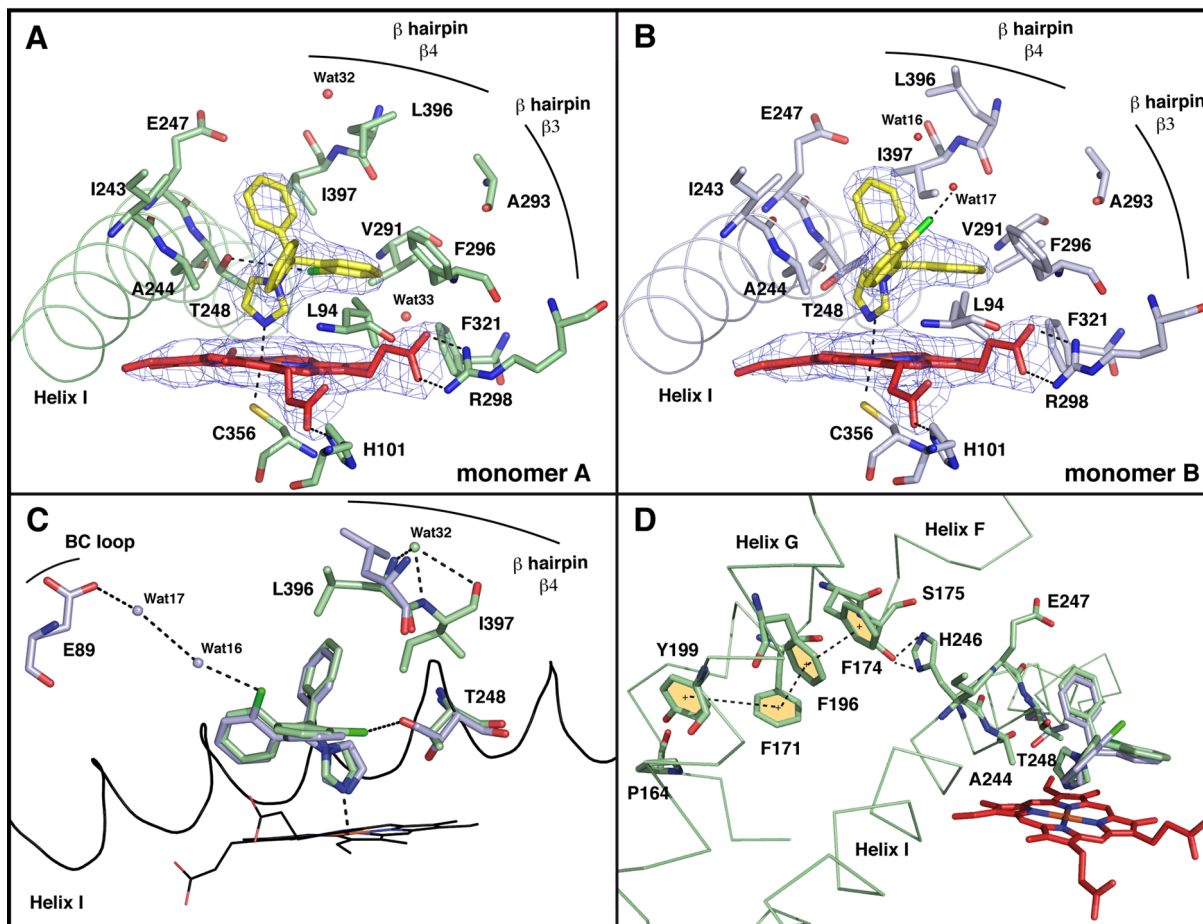 A
β hairpin
β4
Wat32
β hairpin
β3
L396
E247
I397
I243
A293
V291
F296
A244
T248
L94
Wat33
F321
Helix I
R298
C356
H101
monomer A
B
β hairpin
β4
L396
β hairpin
β3
E247
Wat16
I397
I243
Wat17
A293
V291
F296
A244
T248
L94
F321
Helix I
R298
C356
H101
monomer B
C
BC loop
Wat32
β hairpin
β4
L396
Wat17
I397
E89
Wat16
T248
Helix I
D
Helix G
Helix F
S175
E247
H246
Y199
F174
F196
F171
T248
P164
A244
Helix I